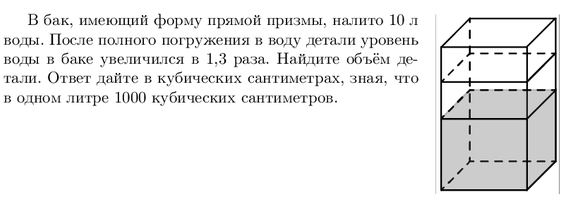 В бак, имеющий форму прямой призмы, налито 10 л
воды. После полного погружения в воду детали уровень
воды в баке увеличился в 1,3 раза. Найдите объём де-
тали. Ответ дайте в кубических сантиметрах, зная, что
в одном литре 1000 кубических сантиметров.